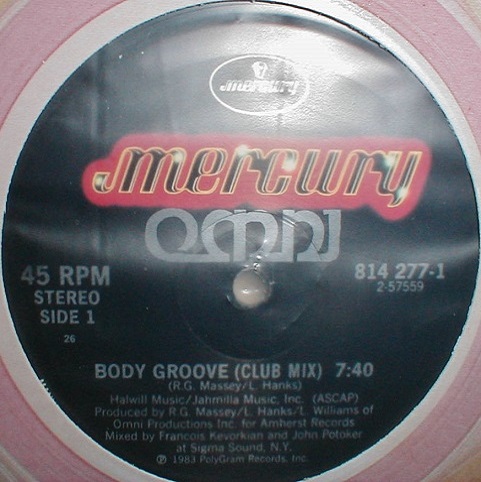 mercury
mercury
OMNI
45 RPM
STEREO
SIDE 1
814 277-1
2-57559
26
BODY GROOVE (CLUB MIX) 7:40
(R.G. Massey/L. Hanks)
Halwill Music/Jahmilla Music, Inc. (ASCAP)
Produced by R.G. Massey/L. Hanks/L. Williams of
Omni Productions Inc. for Amherst Records
Mixed by Francois Kevorkian and John Potoker
at Sigma Sound, N.Y.
℗ 1983 PolyGram Records, Inc.